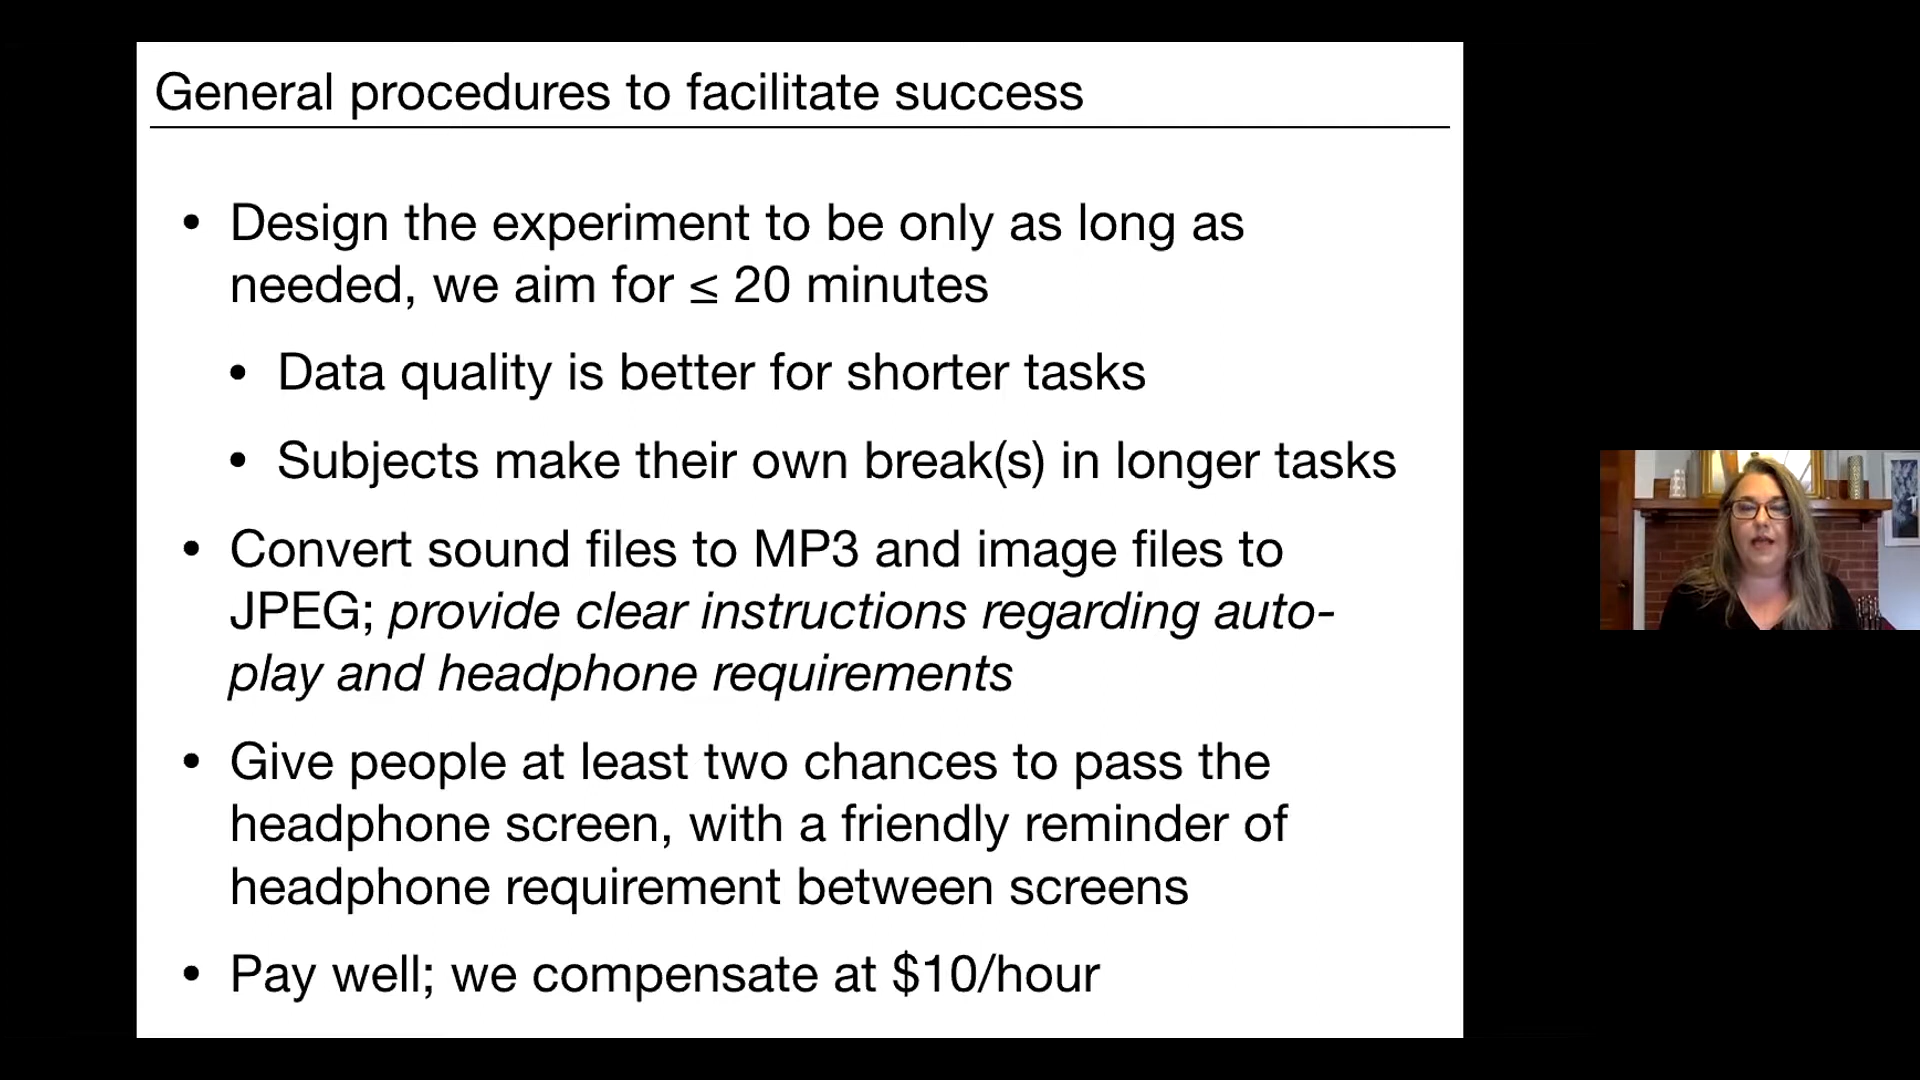 General procedures to facilitate success
• Design the experiment to be only as long as
needed, we aim for ≤ 20 minutes
• Data quality is better for shorter tasks
• Subjects make their own break(s) in longer tasks
• Convert sound files to MP3 and image files to
JPEG; provide clear instructions regarding auto-
play and headphone requirements
• Give people at least two chances to pass the
headphone screen, with a friendly reminder of
headphone requirement between screens
• Pay well; we compensate at $10/hour